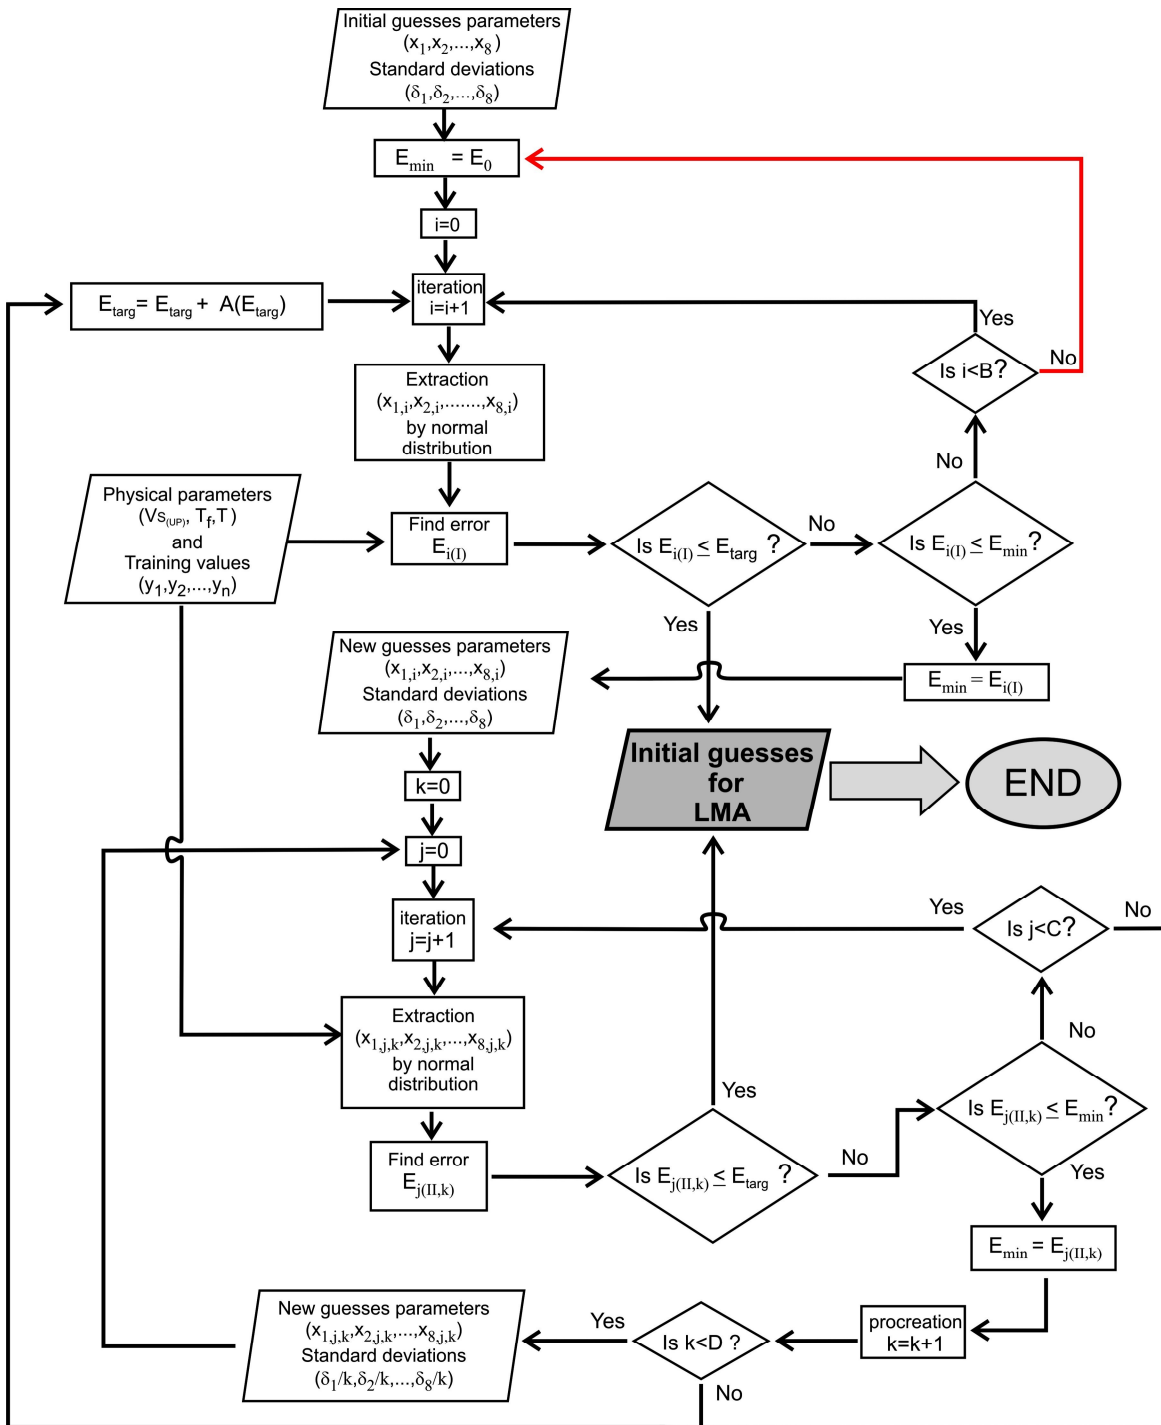 Initial guesses parameters
(x1,x2,...,x8)
Standard deviations
(δ1,δ2,...,δ8)
Emin = E0
i=0
iteration
i=i+1
Etarg= Etarg + A(Etarg)
Yes
Is i<B?
No
Extraction
(x1,i,x2,i,.......,x8,i)
by normal
distribution
No
Physical parameters
(VS(UP), Tf,T)
and
Training values
(y1,y2,...,yn)
Find error
Ei(I)
Is Ei(I) ≤ Etarg ?
No
Is Ei(I) ≤ Emin?
Yes
Yes
New guesses parameters
(x1,i,x2,i,...,x8,i)
Standard deviations
(δ1,δ2,...,δ8)
Emin = Ei(I)
Initial guesses
for
LMA
END
k=0
j=0
iteration
j=j+1
Yes
Is j<C?
No
Extraction
(x1,j,k,x2,j,k,...,x8,j,k)
by normal
distribution
No
Yes
Is Ej(II,k) ≤ Emin?
Find error
Ej(II,k)
Is Ej(II,k) ≤ Etarg ?
No
Yes
Emin = Ej(II,k)
New guesses parameters
(x1,j,k,x2,j,k,...,x8,j,k)
Standard deviations
(δ1/k,δ2/k,...,δ8/k)
Yes
Is k<D ?
procreation
k=k+1
No